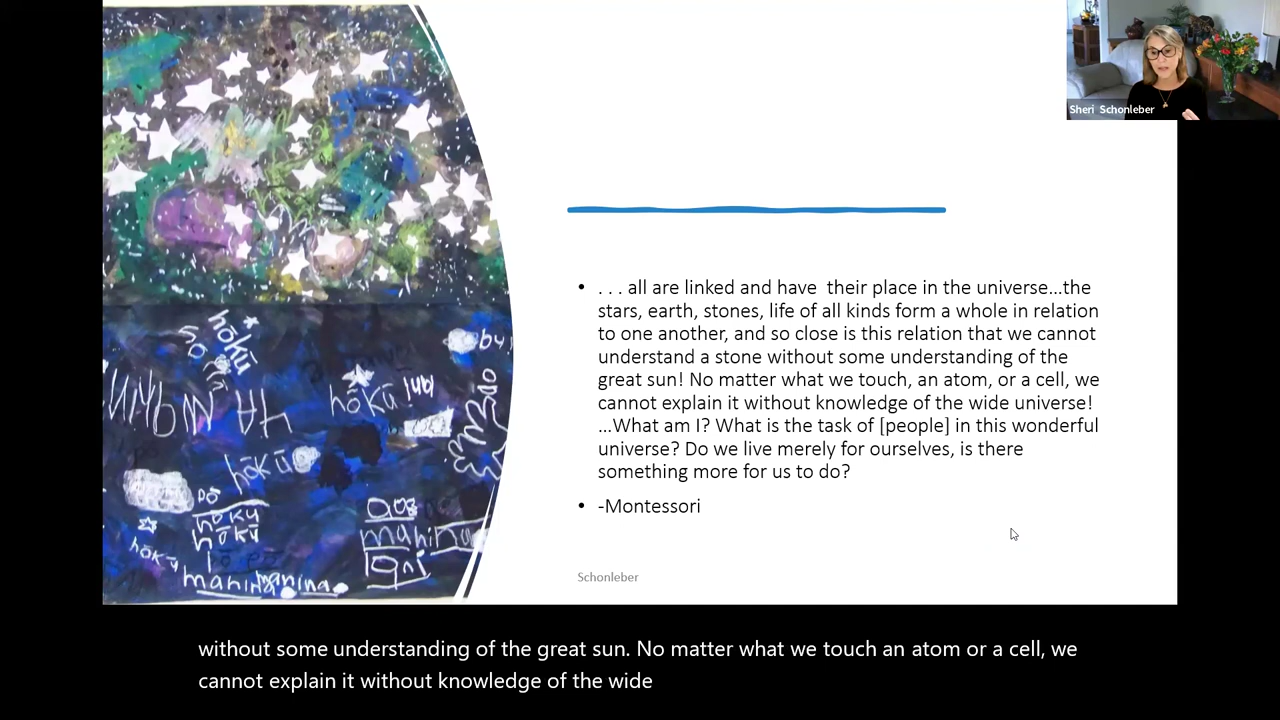 Sheri Schonleber
• . . . all are linked and have  their place in the universe…the
stars, earth, stones, life of all kinds form a whole in relation
to one another, and so close is this relation that we cannot
understand a stone without some understanding of the
great sun! No matter what we touch, an atom, or a cell, we
cannot explain it without knowledge of the wide universe!
…What am I? What is the task of [people] in this wonderful
universe? Do we live merely for ourselves, is there
something more for us to do?
• -Montessori
Schonleber
hōkū
hōkū
hōkū
pō
hōkū
hōkū
hōkū
mahina
lani
without some understanding of the great sun. No matter what we touch an atom or a cell, we
cannot explain it without knowledge of the wide